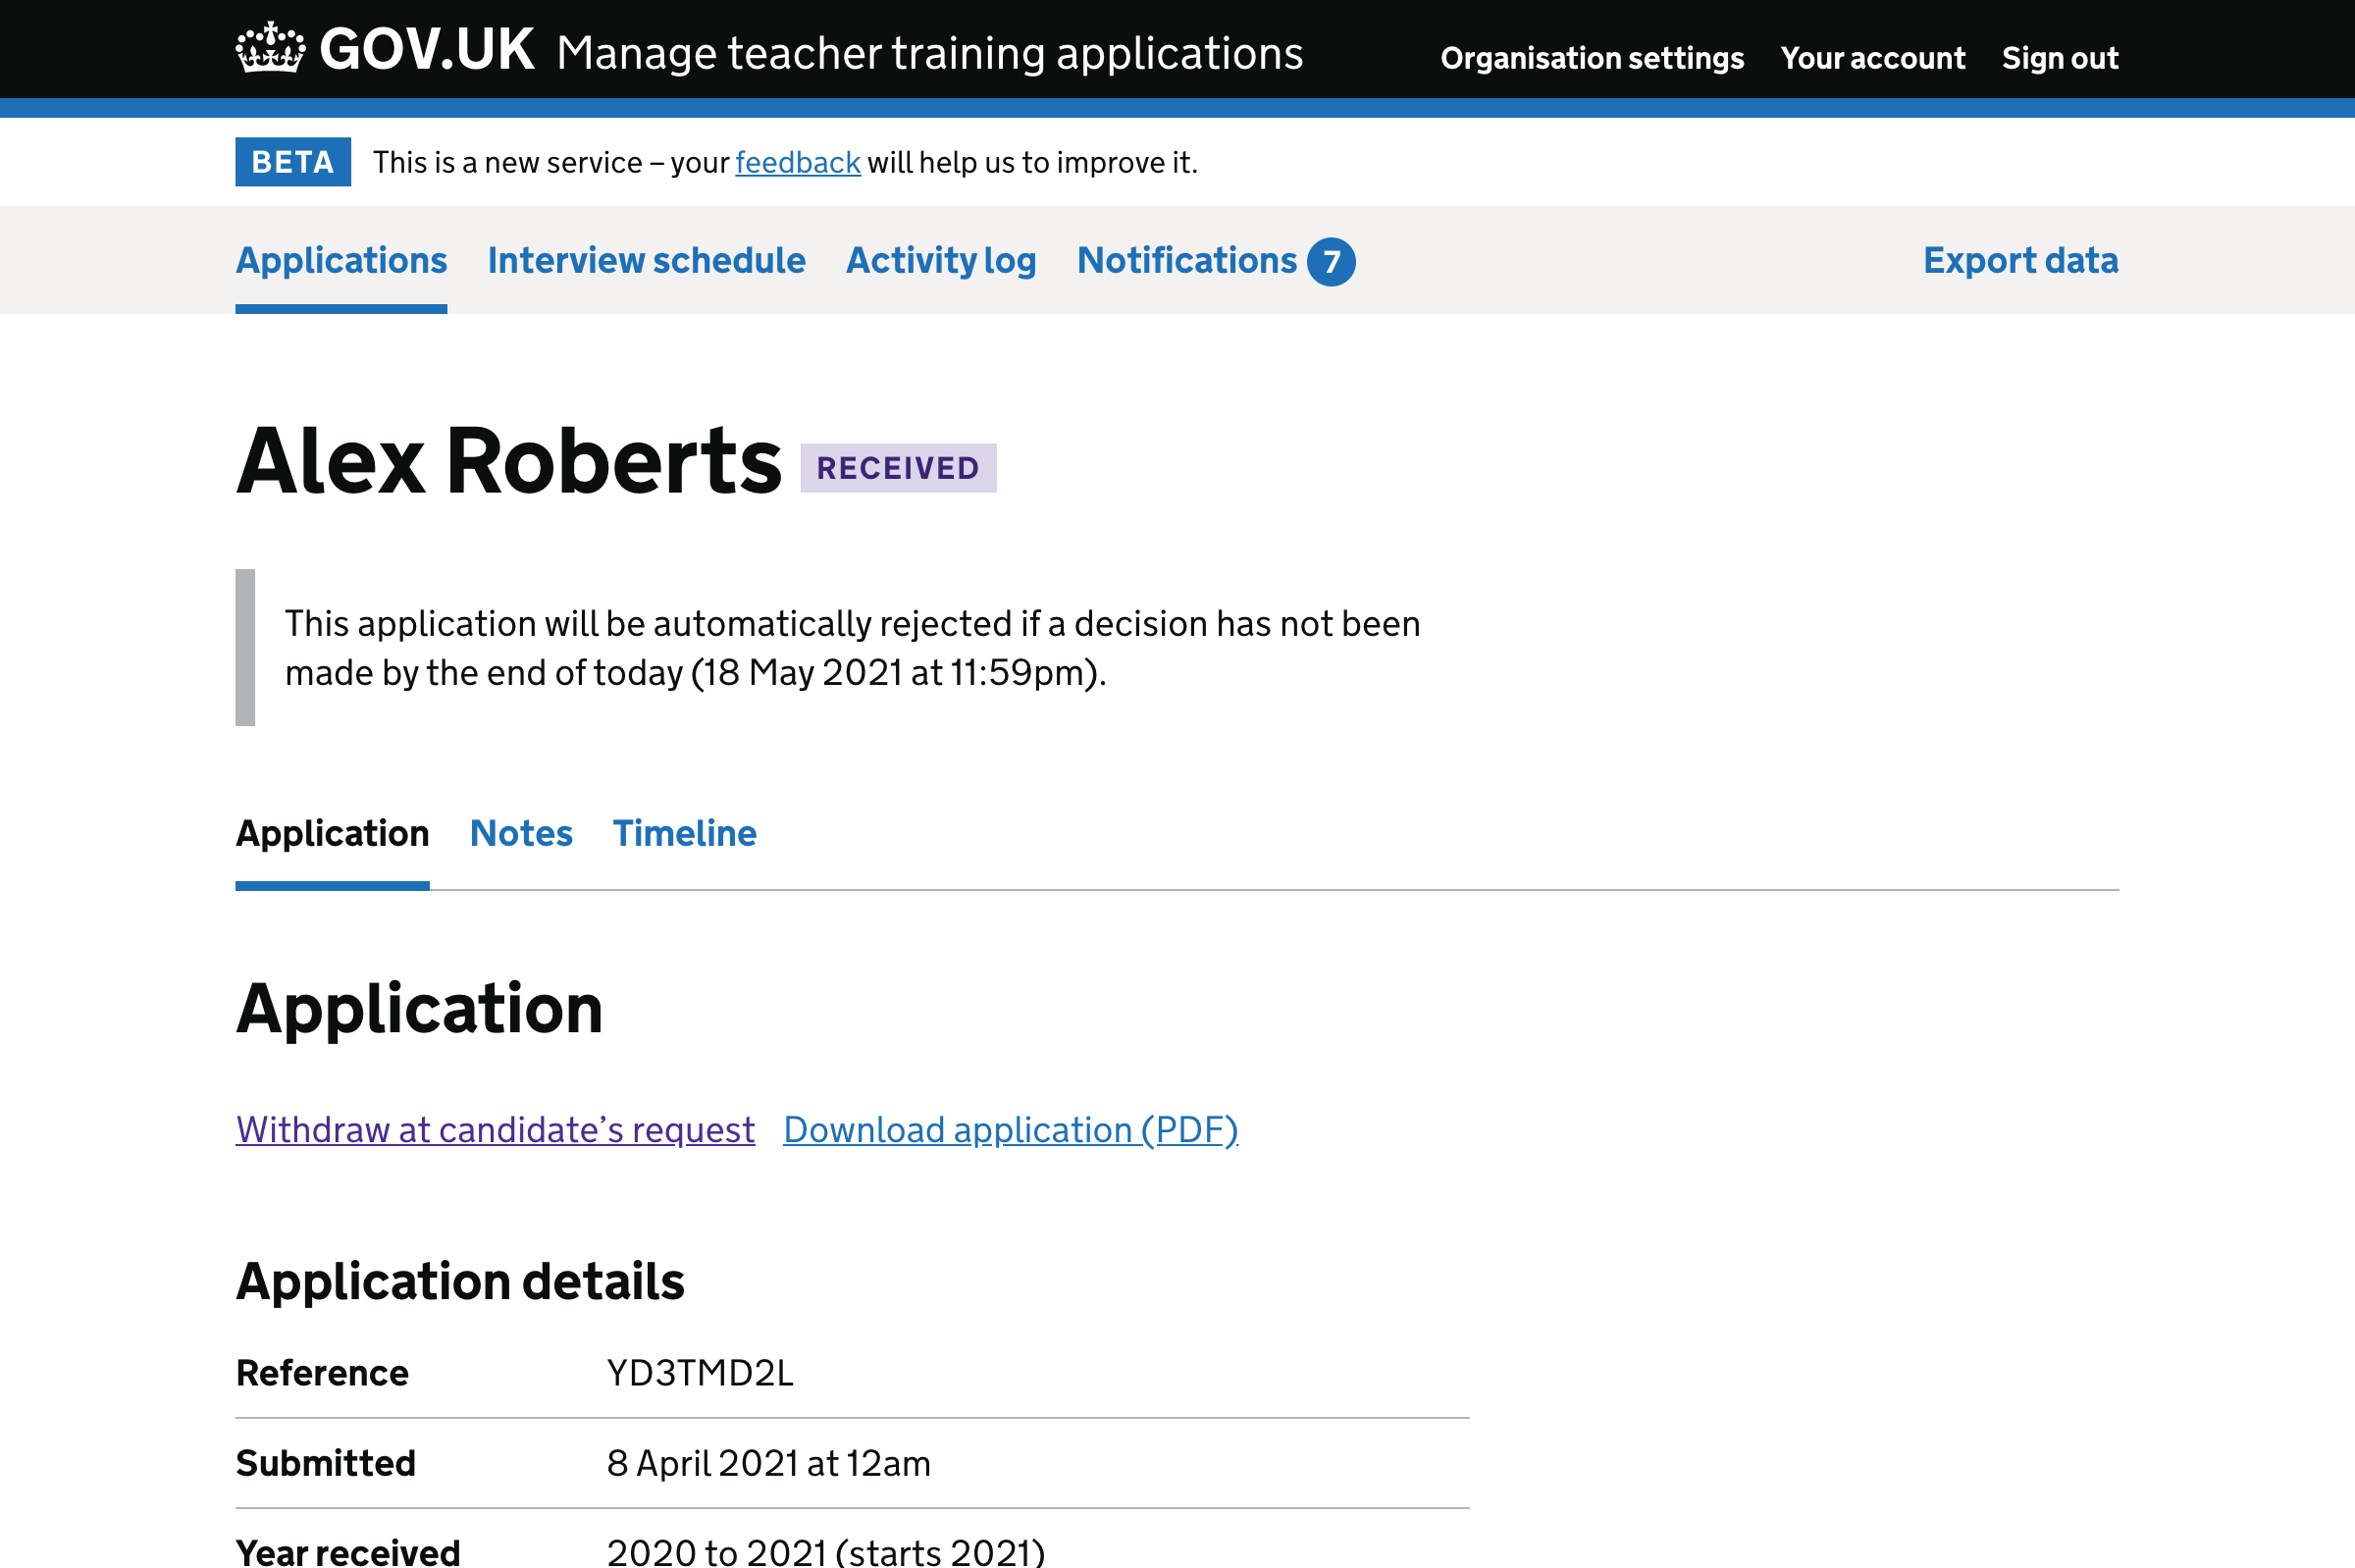 GOV.UK Manage teacher training applications Organisation settings Your account Sign out
BETA This is a new service – your feedback will help us to improve it.
Applications Interview schedule Activity log Notifications 7 Export data
Alex Roberts RECEIVED
This application will be automatically rejected if a decision has not been
made by the end of today (18 May 2021 at 11:59pm).
Application Notes Timeline
Application
Withdraw at candidate’s request Download application (PDF)
Application details
Reference YD3TMD2L
Submitted 8 April 2021 at 12am
Year received 2020 to 2021 (starts 2021)